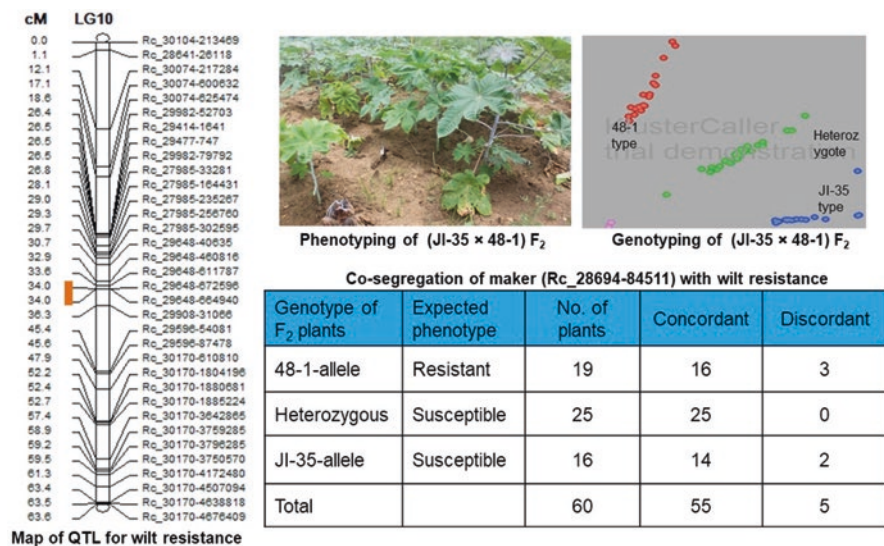 cM LG10
0.0 Rc_30104-213469
1.1 Rc_28641-26118
12.1 Rc_30074-217284
17.1 Rc_30074-600632
18.6 Rc_30074-625474
26.4 Rc_29982-52703
26.5 Rc_29414-1641
26.5 Rc_29477-747
26.5 Rc_29982-79792
26.8 Rc_27985-33281
28.1 Rc_27985-164431
29.0 Rc_27985-235267
29.3 Rc_27985-256760
29.7 Rc_27985-302595
30.7 Rc_29648-40635
32.9 Rc_29648-460816
33.6 Rc_29648-611787
34.0 Rc_29648-672596
34.0 Rc_29648-664940
36.3 Rc_29908-31066
45.4 Rc_29596-54081
45.6 Rc_29596-87478
47.9 Rc_30170-610810
52.2 Rc_30170-1804196
52.4 Rc_30170-1880681
52.7 Rc_30170-1885224
57.4 Rc_30170-3642865
58.9 Rc_30170-3759285
59.2 Rc_30170-3796285
59.5 Rc_30170-3750570
61.3 Rc_30170-4172480
63.4 Rc_30170-4507094
63.5 Rc_30170-4638818
63.6 Rc_30170-4676409
Map of QTL for wilt resistance
Phenotyping of (JI-35 × 48-1) F2
48-1
type
KlusterCaller
trial demonstration
Heteroz
ygote
JI-35
type
Genotyping of (JI-35 × 48-1) F2
Co-segregation of maker (Rc_28694-84511) with wilt resistance
Genotype of F2 plants Expected phenotype No. of plants Concordant Discordant
48-1-allele Resistant 19 16 3
Heterozygous Susceptible 25 25 0
JI-35-allele Susceptible 16 14 2
Total 60 55 5